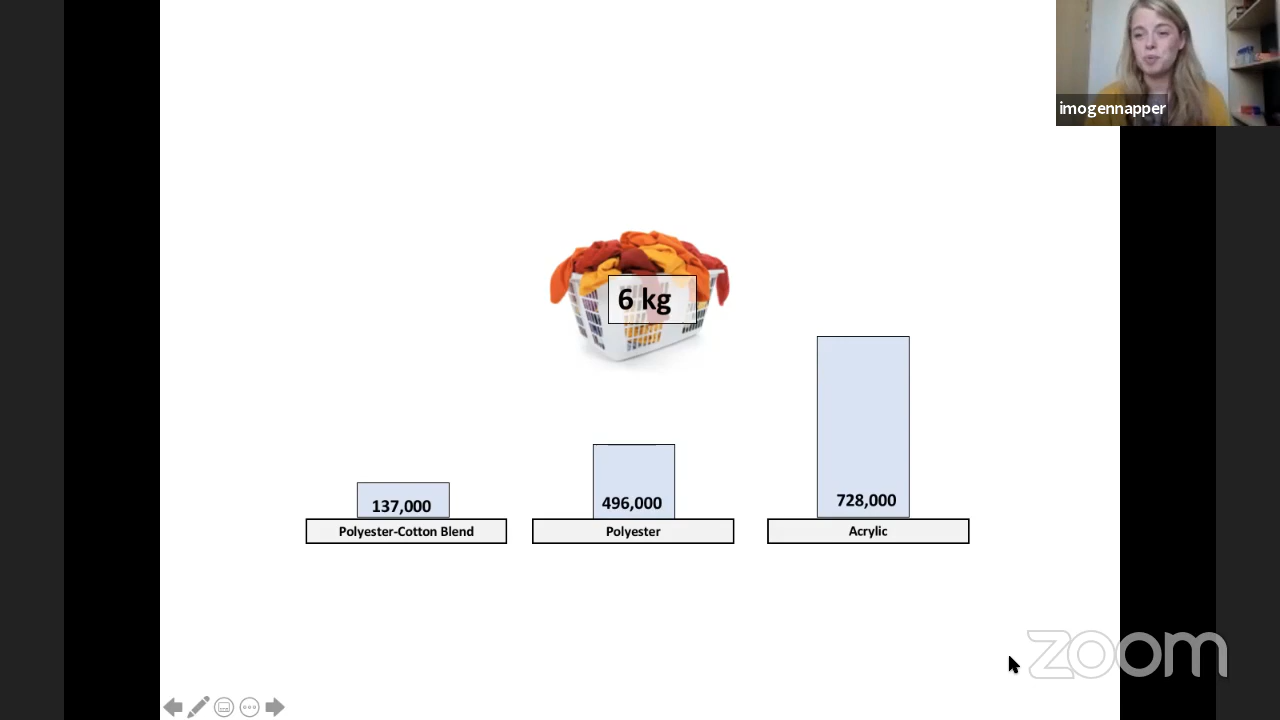 imogennapper
6 kg
137,000
496,000
728,000
Polyester-Cotton Blend
Polyester
Acrylic
zoom